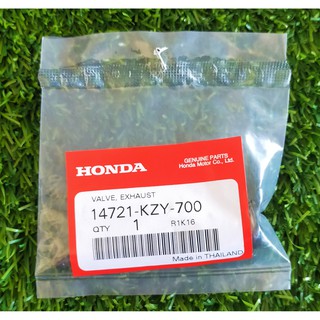 HONDA
GENUINE PARTS
Honda Motor Co., Ltd.
VALVE, EXHAUST
14721-KZY-700
QTY 1 R1K16
Made in THAILAND